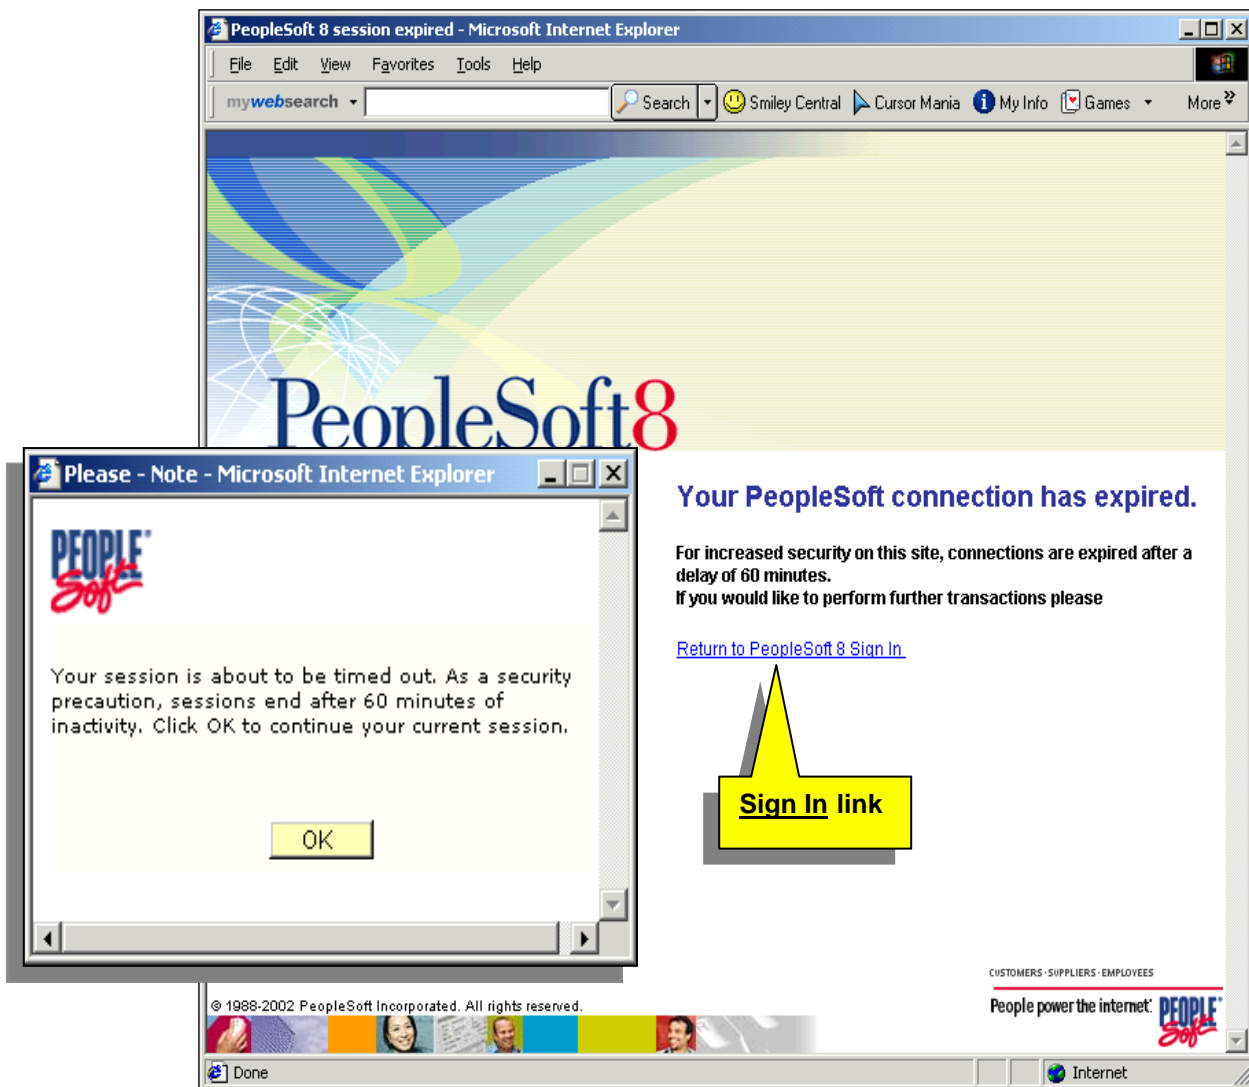 PeopleSoft 8 session expired - Microsoft Internet Explorer
File Edit View Favorites Tools Help
mywebsearch Search Smiley Central Cursor Mania My Info Games More
PeopleSoft8
Please - Note - Microsoft Internet Explorer
PEOPLE
Soft
Your session is about to be timed out. As a security
precaution, sessions end after 60 minutes of
inactivity. Click OK to continue your current session.
OK
Your PeopleSoft connection has expired.
For increased security on this site, connections are expired after a
delay of 60 minutes.
If you would like to perform further transactions please
Return to PeopleSoft 8 Sign In
Sign In link
CUSTOMERS·SUPPLIERS·EMPLOYEES
© 1988-2002 PeopleSoft Incorporated. All rights reserved.
People power the internet.
PEOPLE
Soft
Done Internet